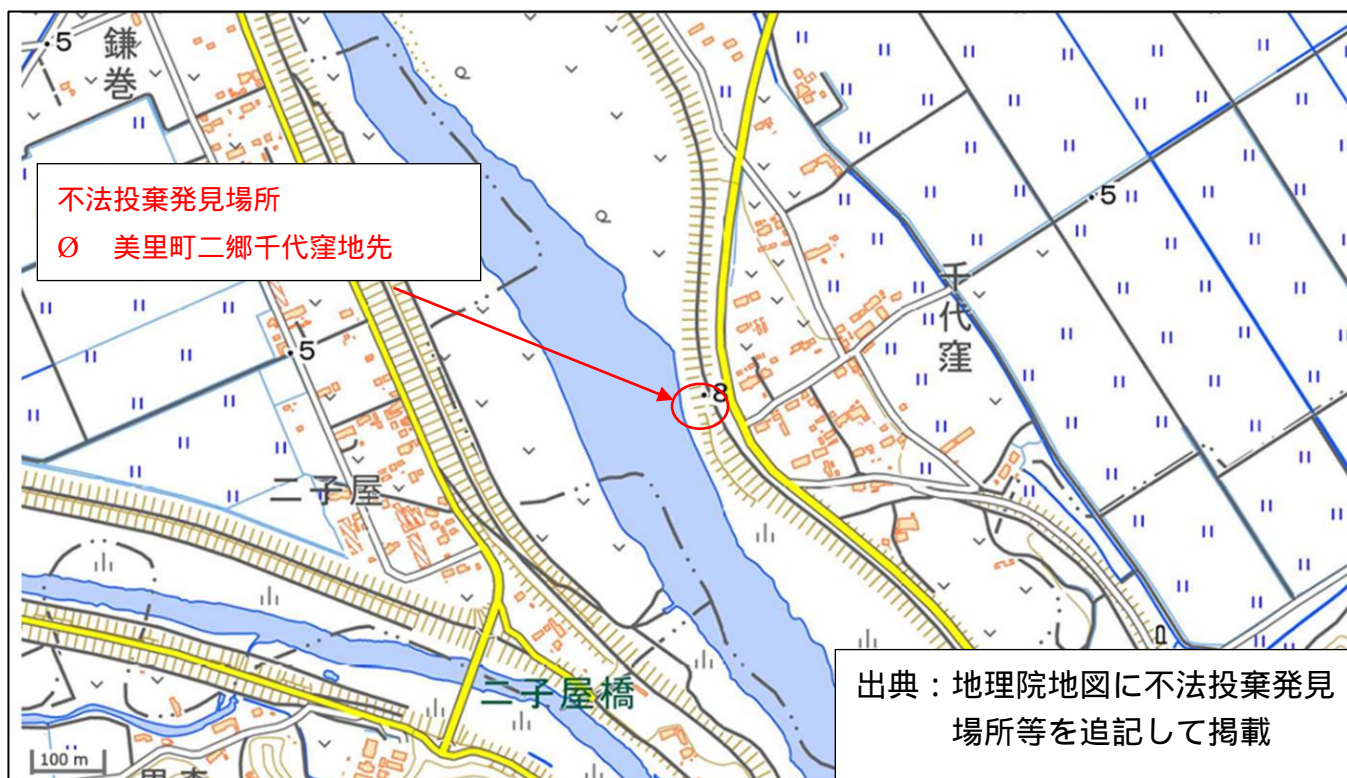 5
鎌巻
不法投棄発見場所
Ø 美里町二郷千代窪地先
5
千代窪
5
8
二子屋
二子屋橋
出典：地理院地図に不法投棄発見
場所等を追記して掲載
100 m